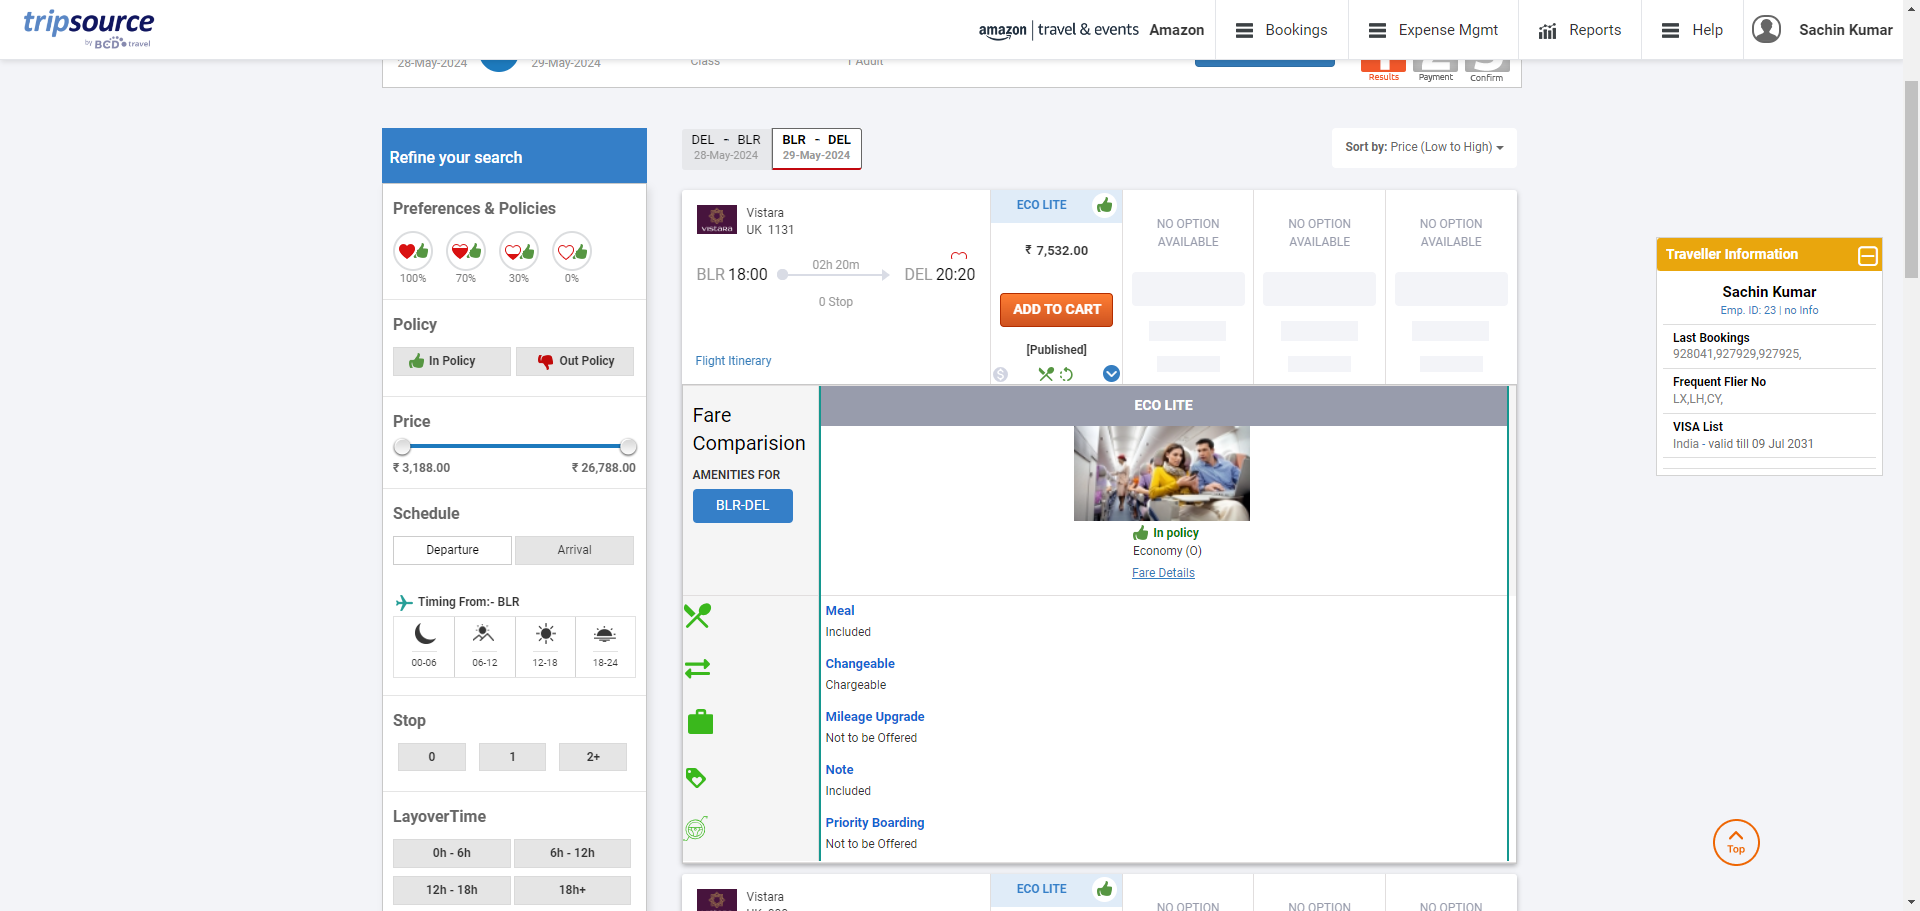 tripsource
by BCD travel
amazon travel & events Amazon
Bookings
Expense Mgmt
Reports
Help
Sachin Kumar
28-May-2024
29-May-2024
Class
1 Adult
Results
Payment
Confirm
Refine your search
Preferences & Policies
100% 70% 30% 0%
Policy
In Policy
Out Policy
Price
₹ 3,188.00
₹ 26,788.00
Schedule
Departure
Arrival
Timing From:- BLR
00-06 06-12 12-18 18-24
Stop
0 1 2+
LayoverTime
0h - 6h
6h - 12h
12h - 18h
18h+
DEL - BLR
28-May-2024
BLR - DEL
29-May-2024
Sort by: Price (Low to High)
vistara
Vistara
UK 1131
BLR 18:00
02h 20m
0 Stop
DEL 20:20
Flight Itinerary
ECO LITE
₹ 7,532.00
ADD TO CART
[Published]
NO OPTION
AVAILABLE
NO OPTION
AVAILABLE
NO OPTION
AVAILABLE
Fare
Comparision
AMENITIES FOR
BLR-DEL
ECO LITE
In policy
Economy (O)
Fare Details
Meal
Included
Changeable
Chargeable
Mileage Upgrade
Not to be Offered
Note
Included
Priority Boarding
Not to be Offered
Vistara
ECO LITE
NO OPTION
NO OPTION
NO OPTION
Traveller Information
Sachin Kumar
Emp. ID: 23 | no Info
Last Bookings
928041,927929,927925,
Frequent Flier No
LX,LH,CY,
VISA List
India - valid till 09 Jul 2031
Top